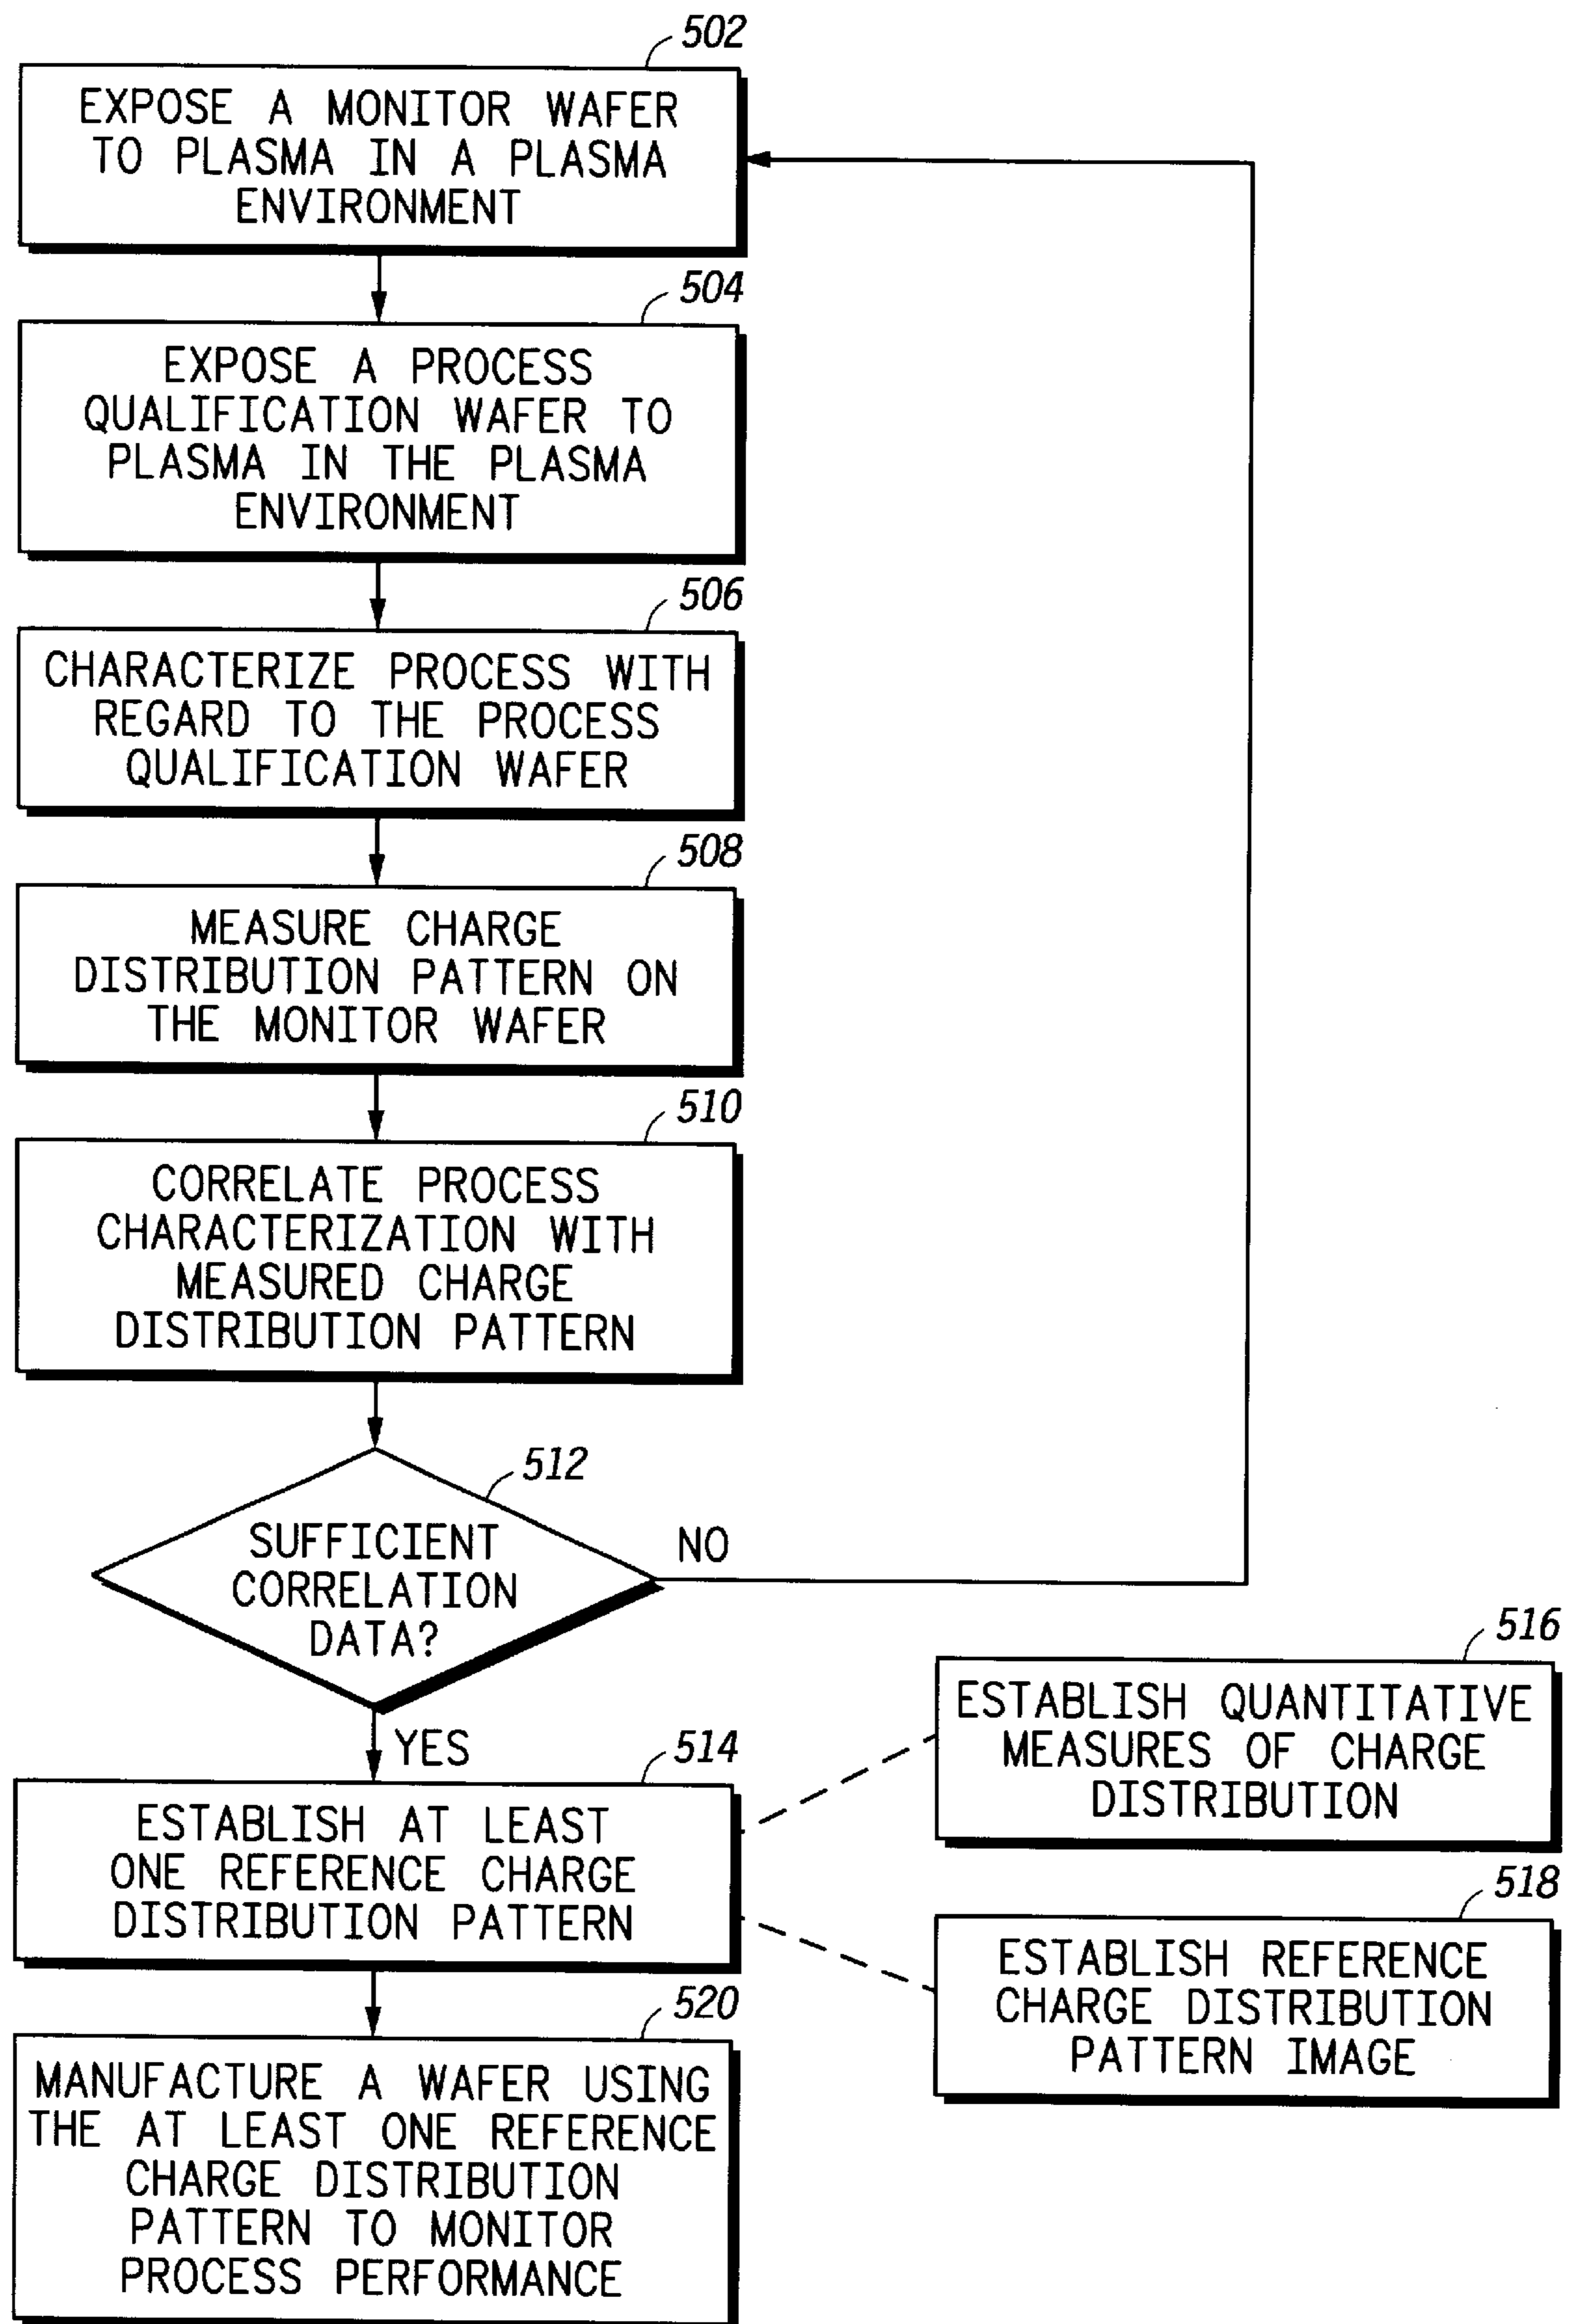 502
EXPOSE A MONITOR WAFER
TO PLASMA IN A PLASMA
ENVIRONMENT
504
EXPOSE A PROCESS
QUALIFICATION WAFER TO
PLASMA IN THE PLASMA
ENVIRONMENT
506
CHARACTERIZE PROCESS WITH
REGARD TO THE PROCESS
QUALIFICATION WAFER
508
MEASURE CHARGE
DISTRIBUTION PATTERN ON
THE MONITOR WAFER
510
CORRELATE PROCESS
CHARACTERIZATION WITH
MEASURED CHARGE
DISTRIBUTION PATTERN
512
SUFFICIENT
CORRELATION
DATA?
NO
YES
514
ESTABLISH AT LEAST
ONE REFERENCE CHARGE
DISTRIBUTION PATTERN
516
ESTABLISH QUANTITATIVE
MEASURES OF CHARGE
DISTRIBUTION
518
ESTABLISH REFERENCE
CHARGE DISTRIBUTION
PATTERN IMAGE
520
MANUFACTURE A WAFER USING
THE AT LEAST ONE REFERENCE
CHARGE DISTRIBUTION
PATTERN TO MONITOR
PROCESS PERFORMANCE